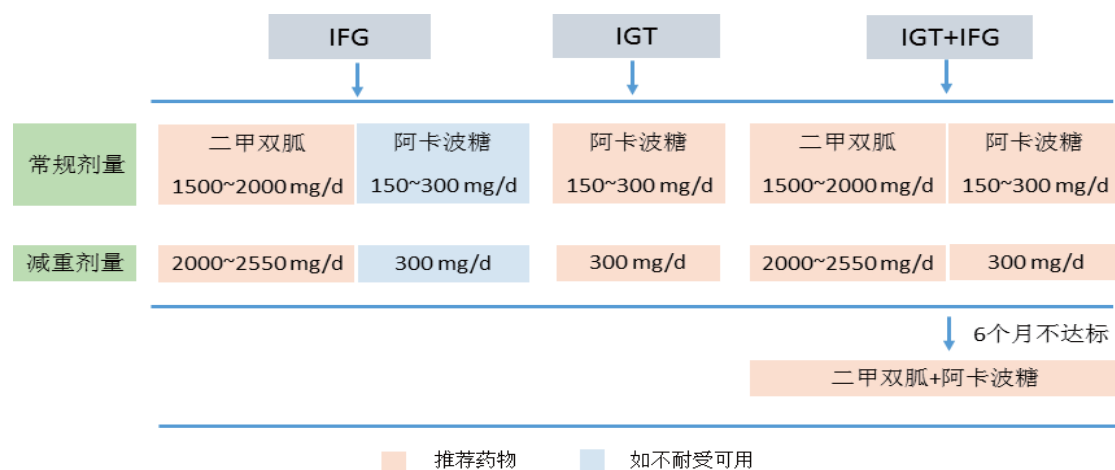 IFG
IGT
IGT+IFG
常规剂量
二甲双胍
1500~2000 mg/d
阿卡波糖
150~300 mg/d
阿卡波糖
150~300 mg/d
二甲双胍
1500~2000 mg/d
阿卡波糖
150~300 mg/d
减重剂量
2000~2550 mg/d
300 mg/d
300 mg/d
2000~2550 mg/d
300 mg/d
6个月不达标
二甲双胍+阿卡波糖
推荐药物
如不耐受可用